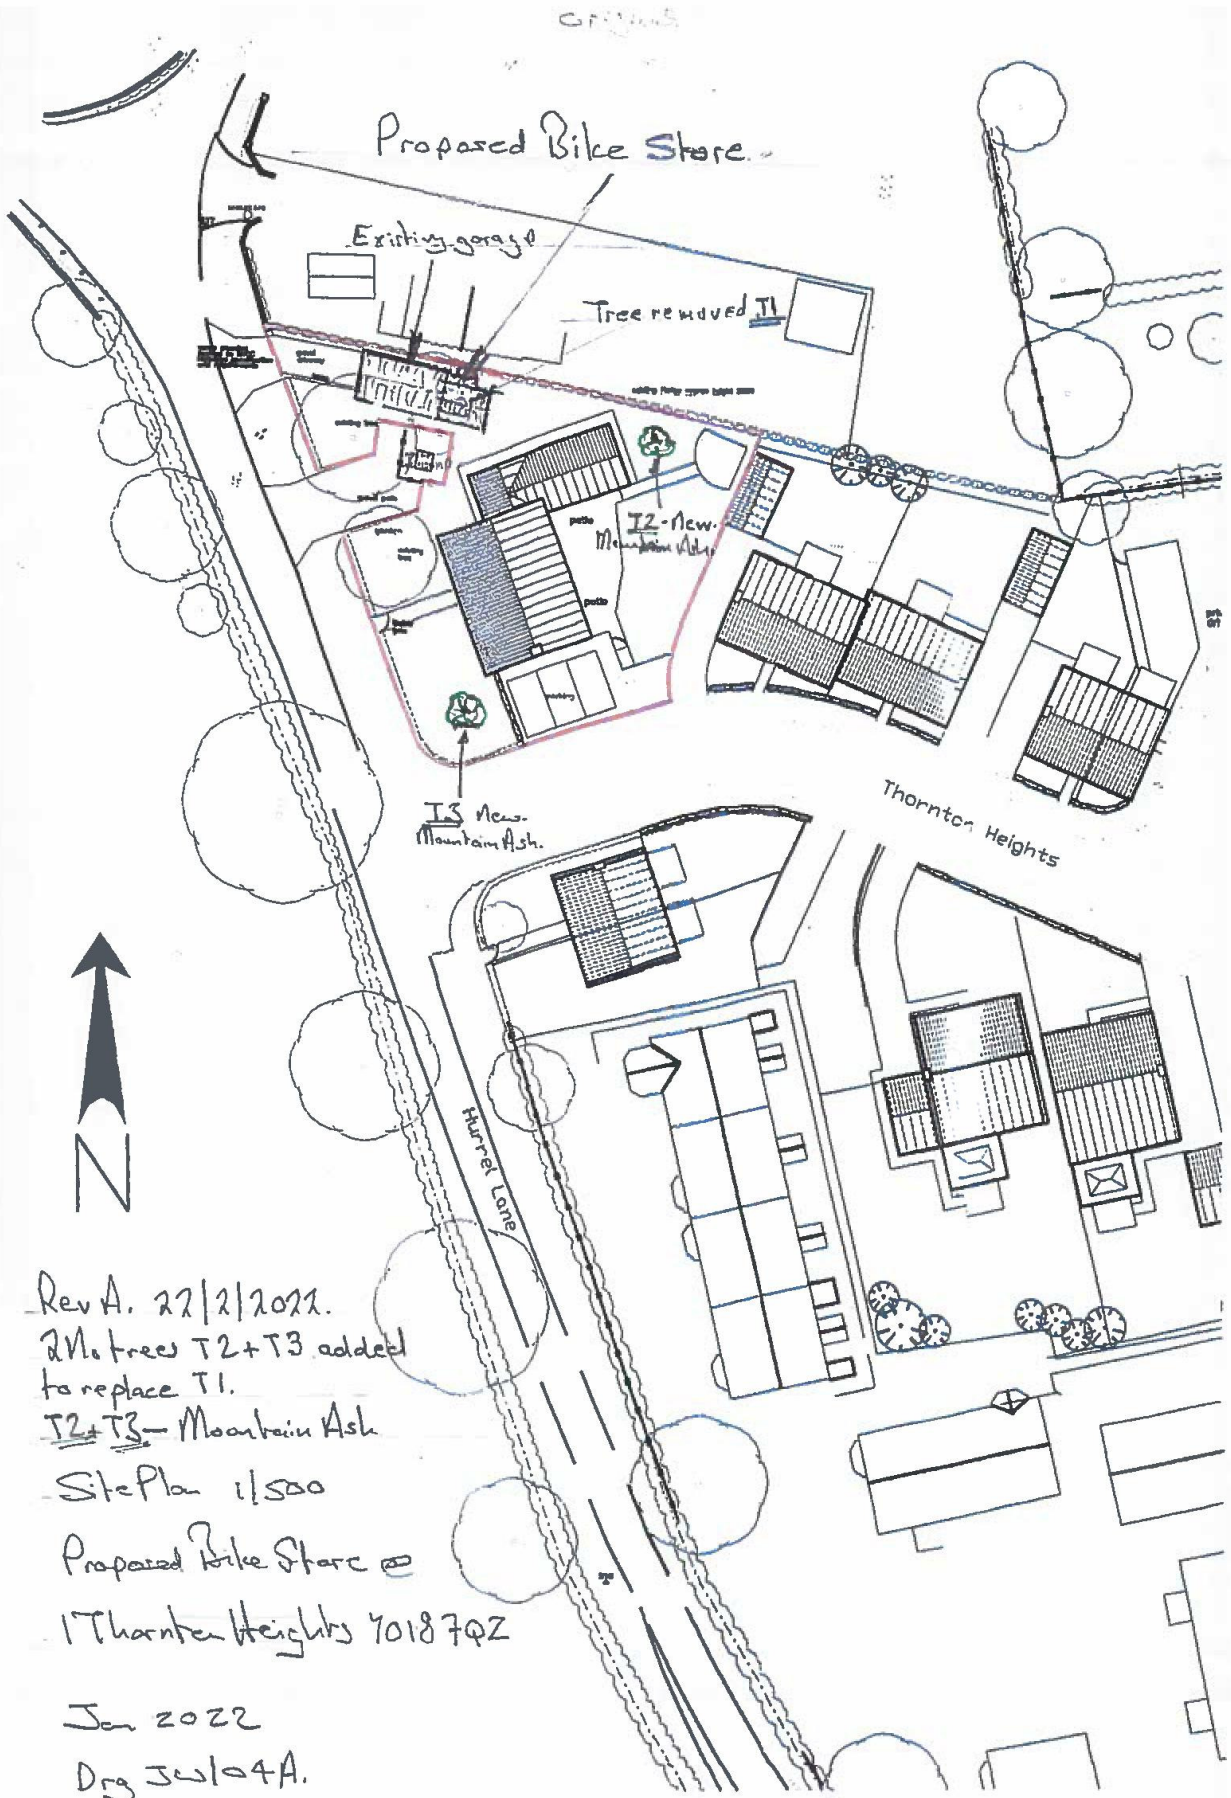 Proposed Bike Store
Existing garage
Tree removed T1
T2-New.
Mountain Ash.
patio
patio
parking
garden
T3 New.
Mountain Ash.
Thornton Heights
Hurrel Lane
N
Rev A. 22/2/2022.
2No trees T2+T3 added
to replace T1.
T2+T3- Mountain Ash
Site Plan 1/500
Proposed Bike Store @
1 Thornton Heights YO18 7QZ
Jan 2022
Drg JW/04A.